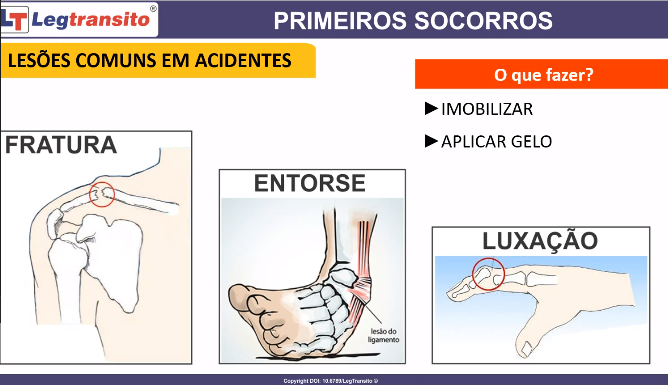 LT Legtransito®
PRIMEIROS SOCORROS
LESÕES COMUNS EM ACIDENTES
O que fazer?
►IMOBILIZAR
►APLICAR GELO
FRATURA
ENTORSE
lesão do
ligamento
LUXAÇÃO
Copyright DOI: 10.6789/LegTransito ©